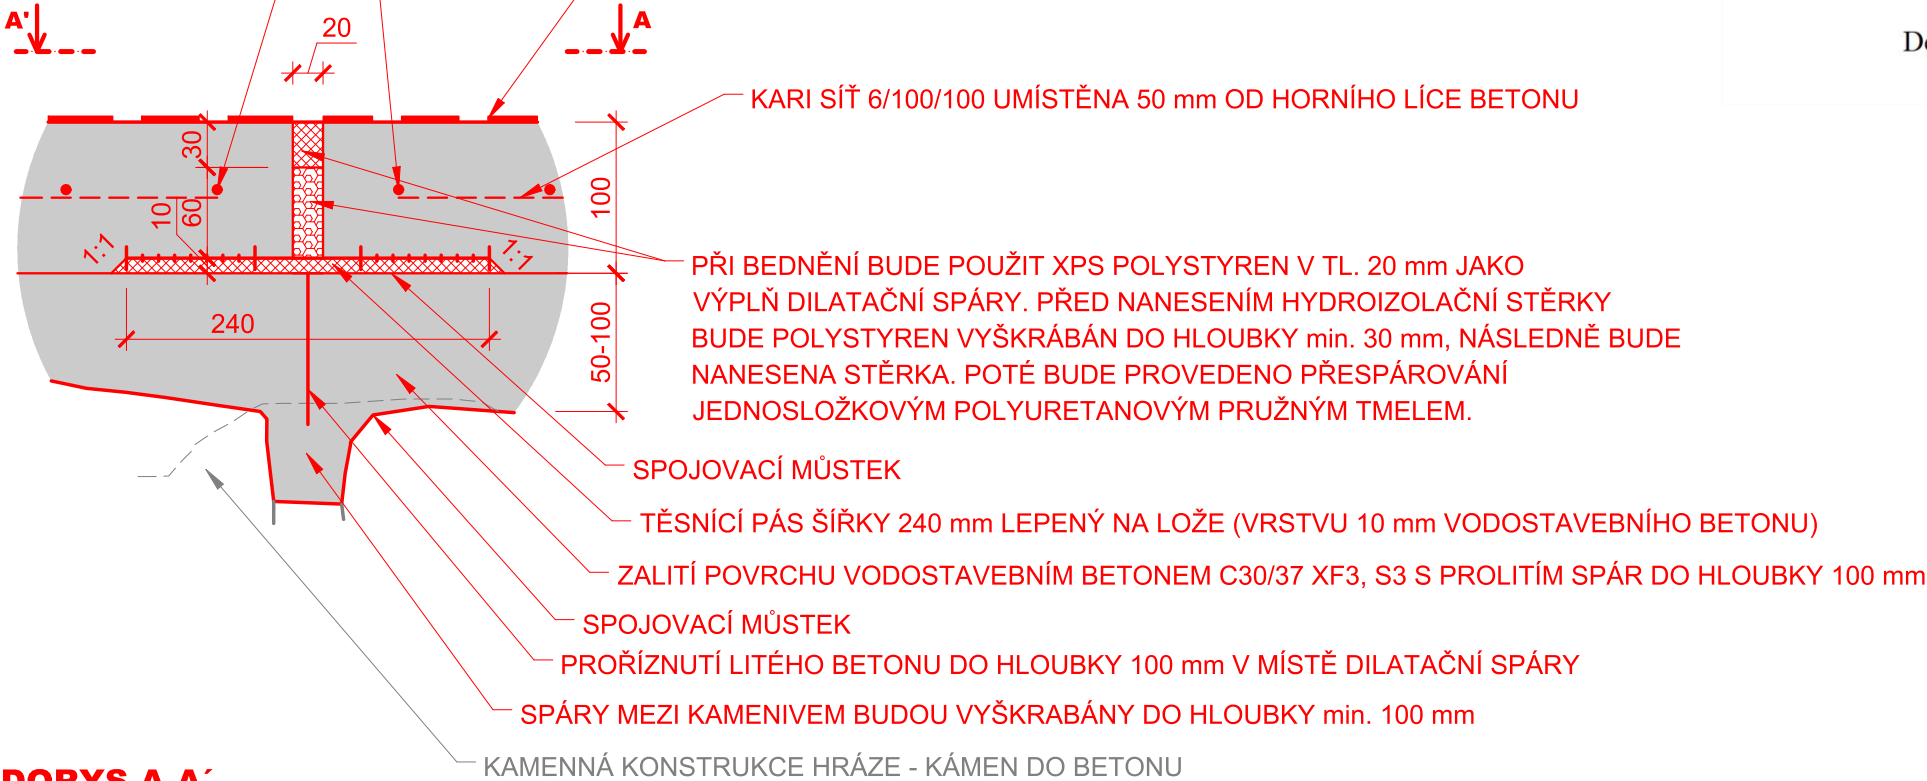 A'
A
20
De
KARI SÍŤ 6/100/100 UMÍSTĚNA 50 mm OD HORNÍHO LÍCE BETONU
30
100
10
60
1:1
1:1
PŘI BEDNĚNÍ BUDE POUŽIT XPS POLYSTYREN V TL. 20 mm JAKO
VÝPLŇ DILATAČNÍ SPÁRY. PŘED NANESENÍM HYDROIZOLAČNÍ STĚRKY
BUDE POLYSTYREN VYŠKRÁBÁN DO HLOUBKY min. 30 mm, NÁSLEDNĚ BUDE
NANESENA STĚRKA. POTÉ BUDE PROVEDENO PŘESPÁROVÁNÍ
JEDNOSLOŽKOVÝM POLYURETANOVÝM PRUŽNÝM TMELEM.
240
50-100
SPOJOVACÍ MŮSTEK
TĚSNÍCÍ PÁS ŠÍŘKY 240 mm LEPENÝ NA LOŽE (VRSTVU 10 mm VODOSTAVEBNÍHO BETONU)
ZALITÍ POVRCHU VODOSTAVEBNÍM BETONEM C30/37 XF3, S3 S PROLITÍM SPÁR DO HLOUBKY 100 mm
SPOJOVACÍ MŮSTEK
PROŘÍZNUTÍ LITÉHO BETONU DO HLOUBKY 100 mm V MÍSTĚ DILATAČNÍ SPÁRY
SPÁRY MEZI KAMENIVEM BUDOU VYŠKRABÁNY DO HLOUBKY min. 100 mm
KAMENNÁ KONSTRUKCE HRÁZE - KÁMEN DO BETONU
DORYS A-A´